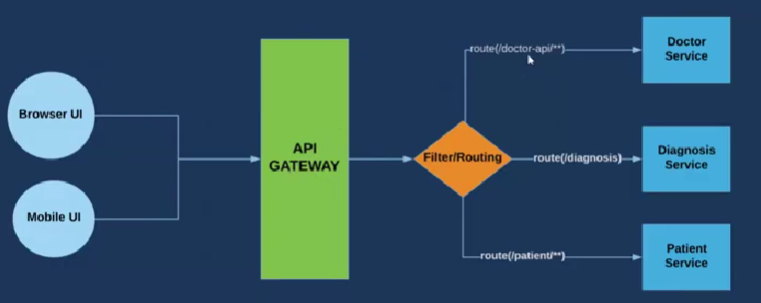 Browser UI
Mobile UI
API
GATEWAY
Filter/Routing
route(/doctor-api/**)
route(/diagnosis)
route(/patient/**)
Doctor
Service
Diagnosis
Service
Patient
Service